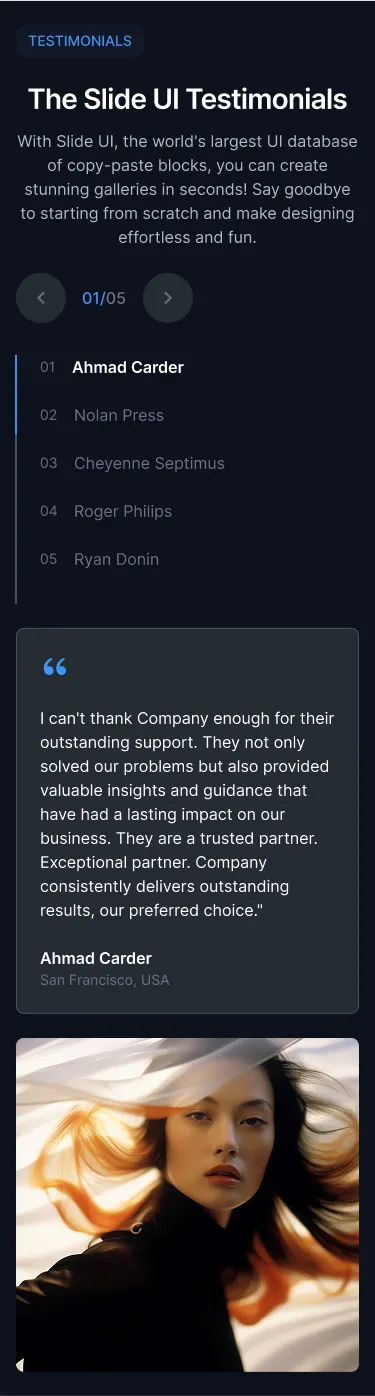 TESTIMONIALS
The Slide UI Testimonials
With Slide UI, the world's largest UI database
of copy-paste blocks, you can create
stunning galleries in seconds! Say goodbye
to starting from scratch and make designing
effortless and fun.
01/05
01 Ahmad Carder
02 Nolan Press
03 Cheyenne Septimus
04 Roger Philips
05 Ryan Donin
“
I can't thank Company enough for their
outstanding support. They not only
solved our problems but also provided
valuable insights and guidance that
have had a lasting impact on our
business. They are a trusted partner.
Exceptional partner. Company
consistently delivers outstanding
results, our preferred choice."
Ahmad Carder
San Francisco, USA